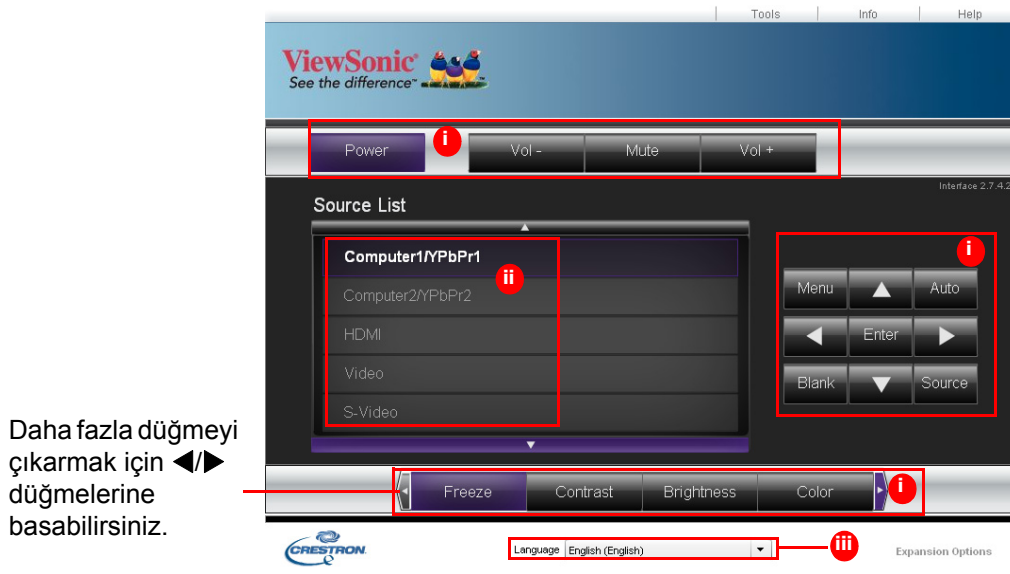 Tools Info Help
ViewSonic®
See the difference™
Power i Vol - Mute Vol +
Interface 2.7.4.2
Source List
i
Computer1/YPbPr1
ii
Computer2/YPbPr2
HDMI
Video
S-Video
Menu ▲ Auto
◀ Enter ▶
Blank ▼ Source
Daha fazla düğmeyi
çıkarmak için ◀/▶
düğmelerine
basabilirsiniz.
Freeze Contrast Brightness Color i
CRESTRON
Language English (English) iii
Expansion Options